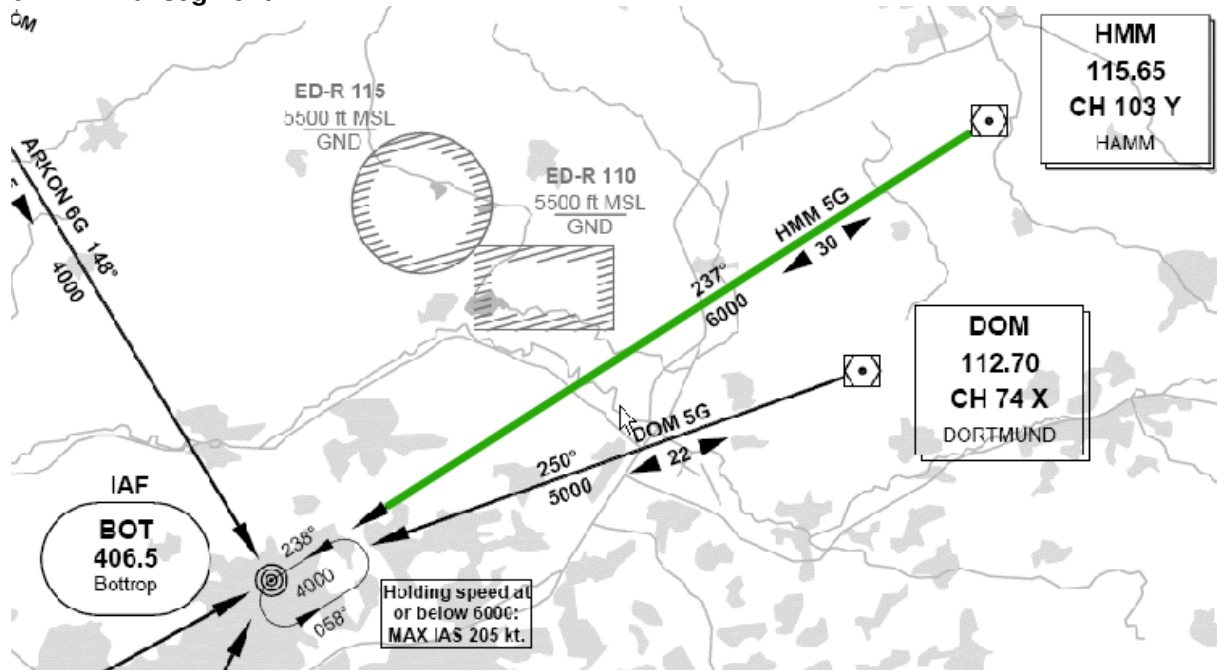 HMM
115.65
CH 103 Y
HAMM
ED-R 115
5500 ft MSL
GND
ED-R 110
5500 ft MSL
GND
ARKON 6G 148°
4000
HMM 5G
30
237°
6000
DOM
112.70
CH 74 X
DORTMUND
DOM 5G
22
250°
5000
IAF
BOT
406.5
Bottrop
238°
4000
058°
Holding speed at
or below 6000:
MAX IAS 205 kt.